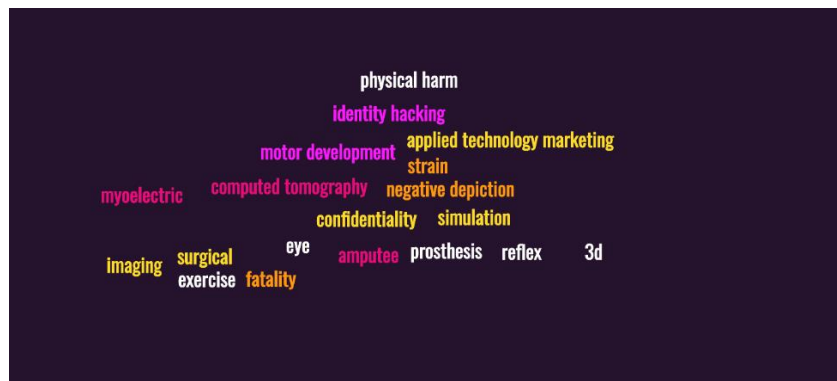 physical harm
identity hacking
applied technology marketing
motor development
strain
computed tomography
negative depiction
myoelectric
confidentiality
simulation
eye
prosthesis
reflex
3d
amputee
surgical
imaging
exercise
fatality